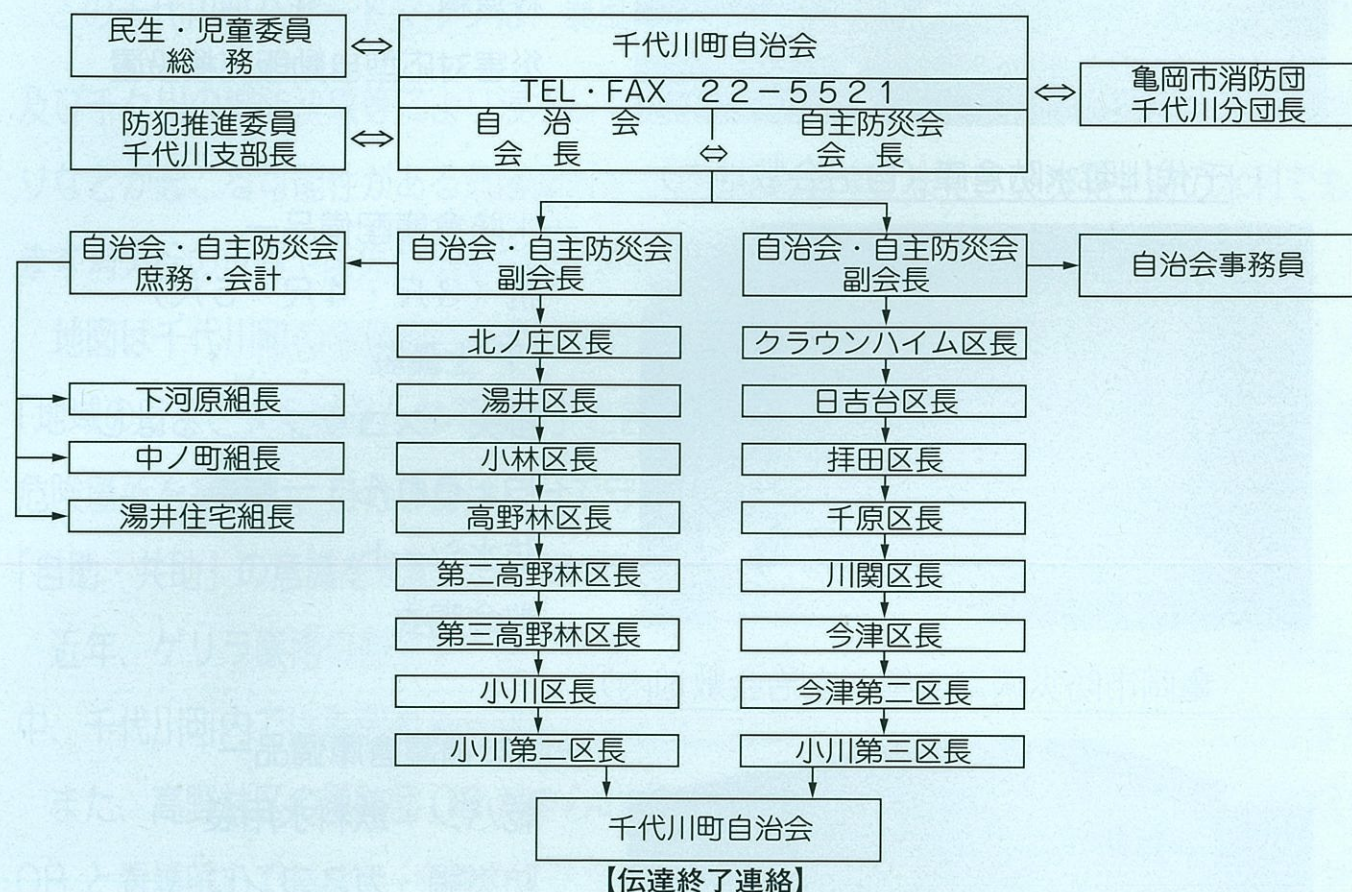 民生・児童委員
総　務
千代川町自治会
TEL・FAX　２２－５５２１
亀岡市消防団
千代川分団長
防犯推進委員
千代川支部長
自　治　会
会　長
⇔
自主防災会
会　長
自治会・自主防災会
庶務・会計
自治会・自主防災会
副会長
自治会・自主防災会
副会長
自治会事務員
下河原組長
中ノ町組長
湯井住宅組長
北ノ庄区長
湯井区長
小林区長
高野林区長
第二高野林区長
第三高野林区長
小川区長
小川第二区長
クラウンハイム区長
日吉台区長
拝田区長
千原区長
川関区長
今津区長
今津第二区長
小川第三区長
千代川町自治会
【伝達終了連絡】